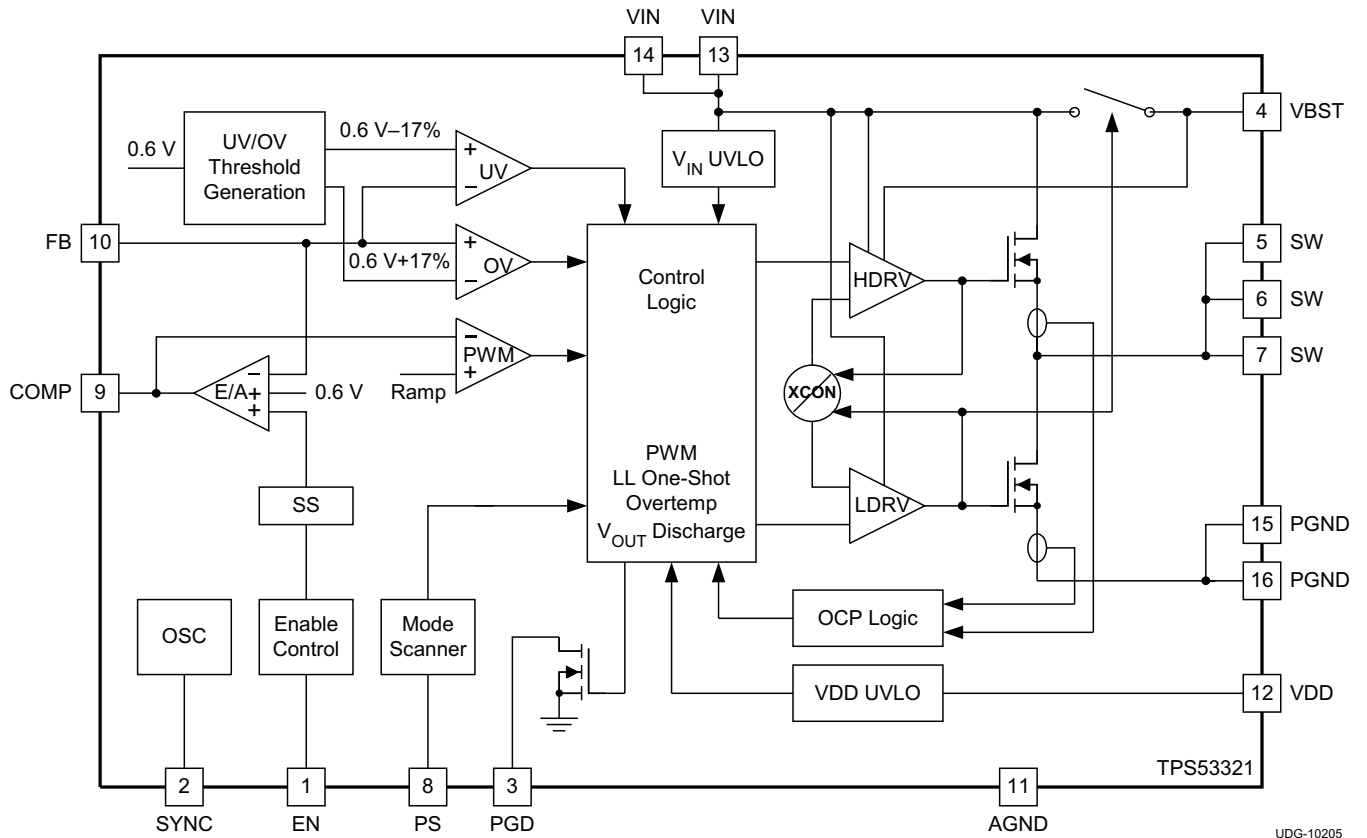 VIN
VIN
14
13
4
VBST
0.6 V
UV/OV
Threshold
Generation
0.6 V–17%
+
UV
–
VIN UVLO
FB
10
+
0.6 V+17%
OV
–
Control
Logic
HDRV
5
SW
6
SW
7
SW
–
PWM
+
Ramp
COMP
9
–
E/A+
+
0.6 V
XCON
SS
PWM
LL One-Shot
Overtemp
VOUT Discharge
LDRV
15
PGND
16
PGND
OSC
Enable
Control
Mode
Scanner
OCP Logic
VDD UVLO
12
VDD
TPS53321
2
1
8
3
11
SYNC
EN
PS
PGD
AGND
UDG-10205